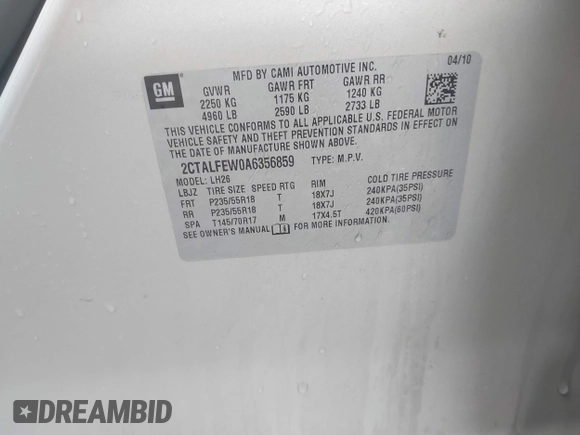 MFD BY CAMI AUTOMOTIVE INC. 04/10
GM
GVWR GAWR FRT GAWR RR
2250 KG 1175 KG 1240 KG
4960 LB 2590 LB 2733 LB
THIS VEHICLE CONFORMS TO ALL APPLICABLE U.S. FEDERAL MOTOR
VEHICLE SAFETY AND THEFT PREVENTION STANDARDS IN EFFECT ON
THE DATE OF MANUFACTURE SHOWN ABOVE.
2CTALFEW0A6356859 TYPE: M.P.V.
MODEL: LH26
LBJZ TIRE SIZE SPEED RTG RIM COLD TIRE PRESSURE
FRT P235/55R18 T 18X7J 240KPA(35PSI)
RR P235/55R18 T 18X7J 240KPA(35PSI)
SPA T145/70R17 M 17X4.5T 420KPA(60PSI)
SEE OWNER'S MANUAL FOR MORE INFORMATION.
DREAMBID